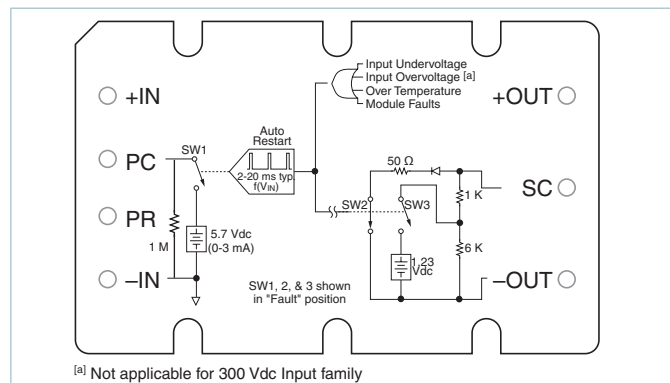 Input Undervoltage
Input Overvoltage [a]
Over Temperature
Module Faults
+IN
+OUT
SW1
Auto
Restart
PC
2-20 ms typ.
f(VIN)
50 Ω
SC
1 K
PR
SW2
SW3
1 M
5.7 Vdc
(0-3 mA)
6 K
1.23
Vdc
–IN
SW1, 2, & 3 shown
in "Fault" position
–OUT
[a] Not applicable for 300 Vdc Input family